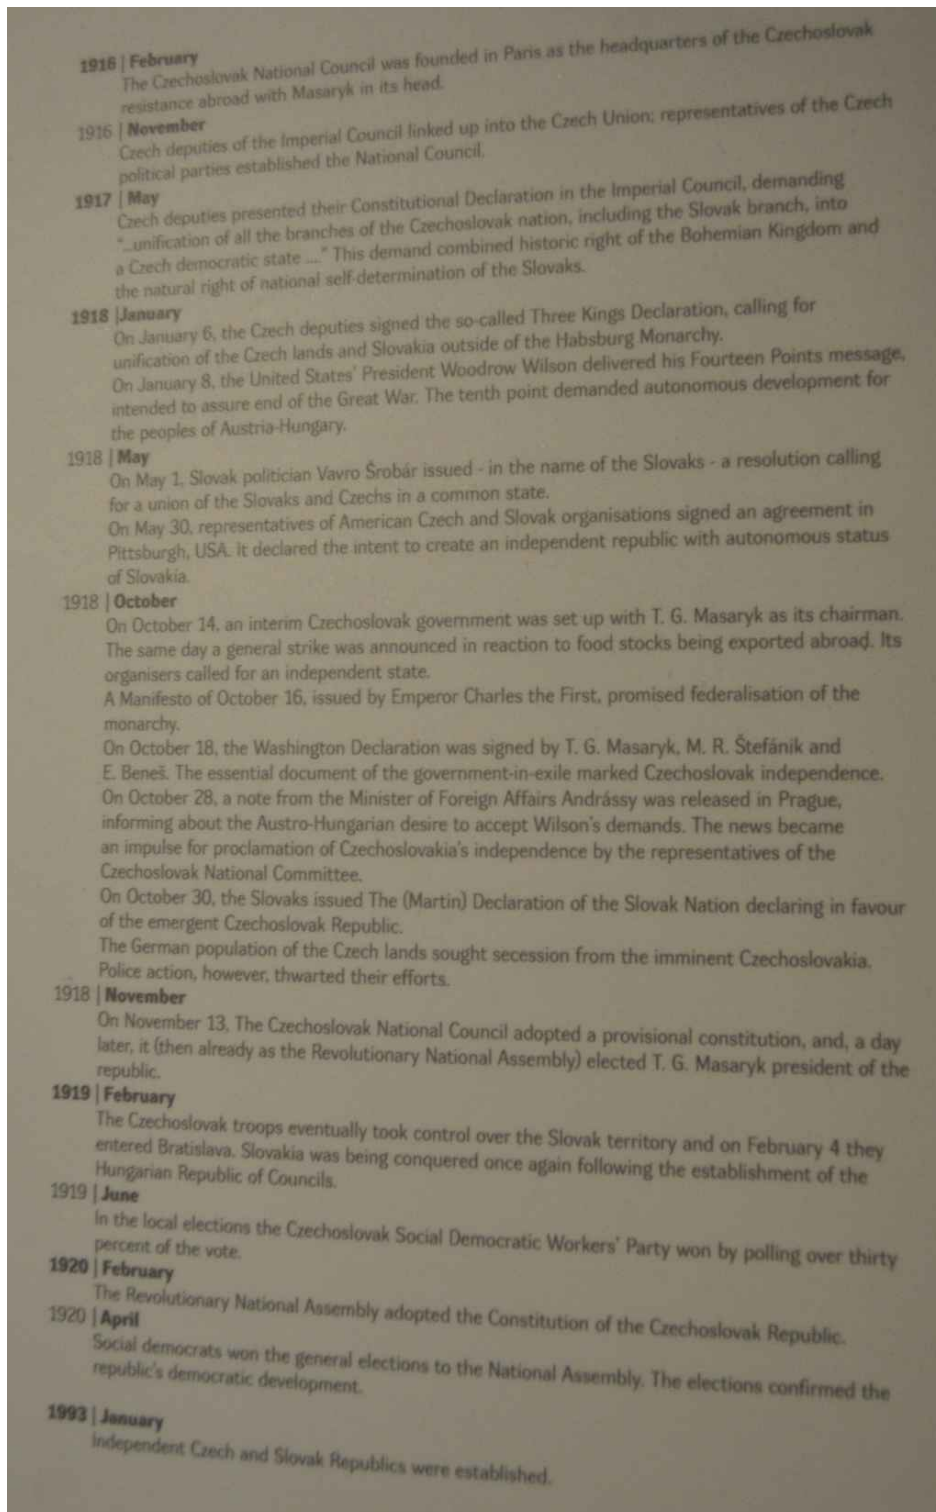 1916 | February
The Czechoslovak National Council was founded in Paris as the headquarters of the Czechoslovak
resistance abroad with Masaryk in its head.
1916 | November
Czech deputies of the Imperial Council linked up into the Czech Union; representatives of the Czech
political parties established the National Council.
1917 | May
Czech deputies presented their Constitutional Declaration in the Imperial Council, demanding
"...unification of all the branches of the Czechoslovak nation, including the Slovak branch, into
a Czech democratic state ...." This demand combined historic right of the Bohemian Kingdom and
the natural right of national self-determination of the Slovaks.
1918 |January
On January 6, the Czech deputies signed the so-called Three Kings Declaration, calling for
unification of the Czech lands and Slovakia outside of the Habsburg Monarchy.
On January 8, the United States' President Woodrow Wilson delivered his Fourteen Points message,
intended to assure end of the Great War. The tenth point demanded autonomous development for
the peoples of Austria-Hungary.
1918 | May
On May 1, Slovak politician Vavro Šrobár issued - in the name of the Slovaks - a resolution calling
for a union of the Slovaks and Czechs in a common state.
On May 30, representatives of American Czech and Slovak organisations signed an agreement in
Pittsburgh, USA. It declared the intent to create an independent republic with autonomous status
of Slovakia.
1918 | October
On October 14, an interim Czechoslovak government was set up with T. G. Masaryk as its chairman.
The same day a general strike was announced in reaction to food stocks being exported abroad. Its
organisers called for an independent state.
A Manifesto of October 16, issued by Emperor Charles the First, promised federalisation of the
monarchy.
On October 18, the Washington Declaration was signed by T. G. Masaryk, M. R. Štefánik and
E. Beneš. The essential document of the government-in-exile marked Czechoslovak independence.
On October 28, a note from the Minister of Foreign Affairs Andrássy was released in Prague,
informing about the Austro-Hungarian desire to accept Wilson's demands. The news became
an impulse for proclamation of Czechoslovakia's independence by the representatives of the
Czechoslovak National Committee.
On October 30, the Slovaks issued The (Martin) Declaration of the Slovak Nation declaring in favour
of the emergent Czechoslovak Republic.
The German population of the Czech lands sought secession from the imminent Czechoslovakia.
Police action, however, thwarted their efforts.
1918 | November
On November 13, The Czechoslovak National Council adopted a provisional constitution, and, a day
later, it (then already as the Revolutionary National Assembly) elected T. G. Masaryk president of the
republic.
1919 | February
The Czechoslovak troops eventually took control over the Slovak territory and on February 4 they
entered Bratislava. Slovakia was being conquered once again following the establishment of the
Hungarian Republic of Councils.
1919 | June
In the local elections the Czechoslovak Social Democratic Workers' Party won by polling over thirty
percent of the vote.
1920 | February
The Revolutionary National Assembly adopted the Constitution of the Czechoslovak Republic.
1920 | April
Social democrats won the general elections to the National Assembly. The elections confirmed the
republic's democratic development.
1993 | January
Independent Czech and Slovak Republics were established.